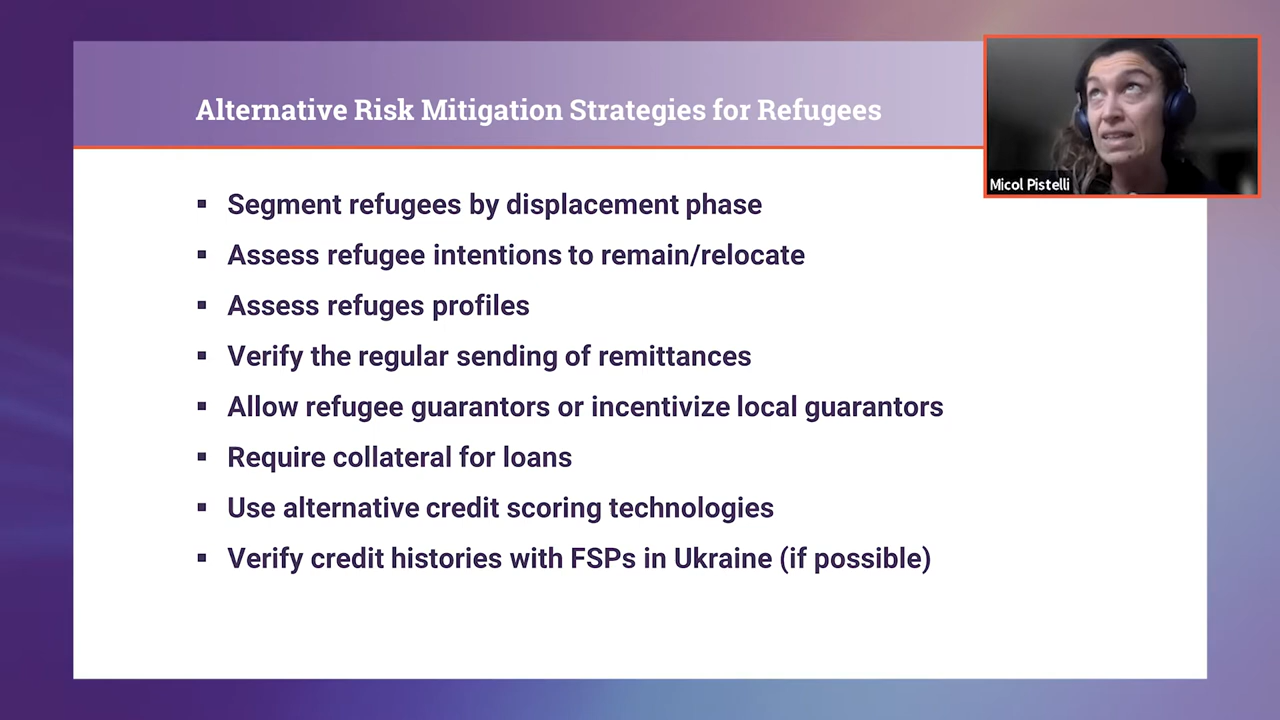 Alternative Risk Mitigation Strategies for Refugees
Micol Pistelli
▪ Segment refugees by displacement phase
▪ Assess refugee intentions to remain/relocate
▪ Assess refuges profiles
▪ Verify the regular sending of remittances
▪ Allow refugee guarantors or incentivize local guarantors
▪ Require collateral for loans
▪ Use alternative credit scoring technologies
▪ Verify credit histories with FSPs in Ukraine (if possible)